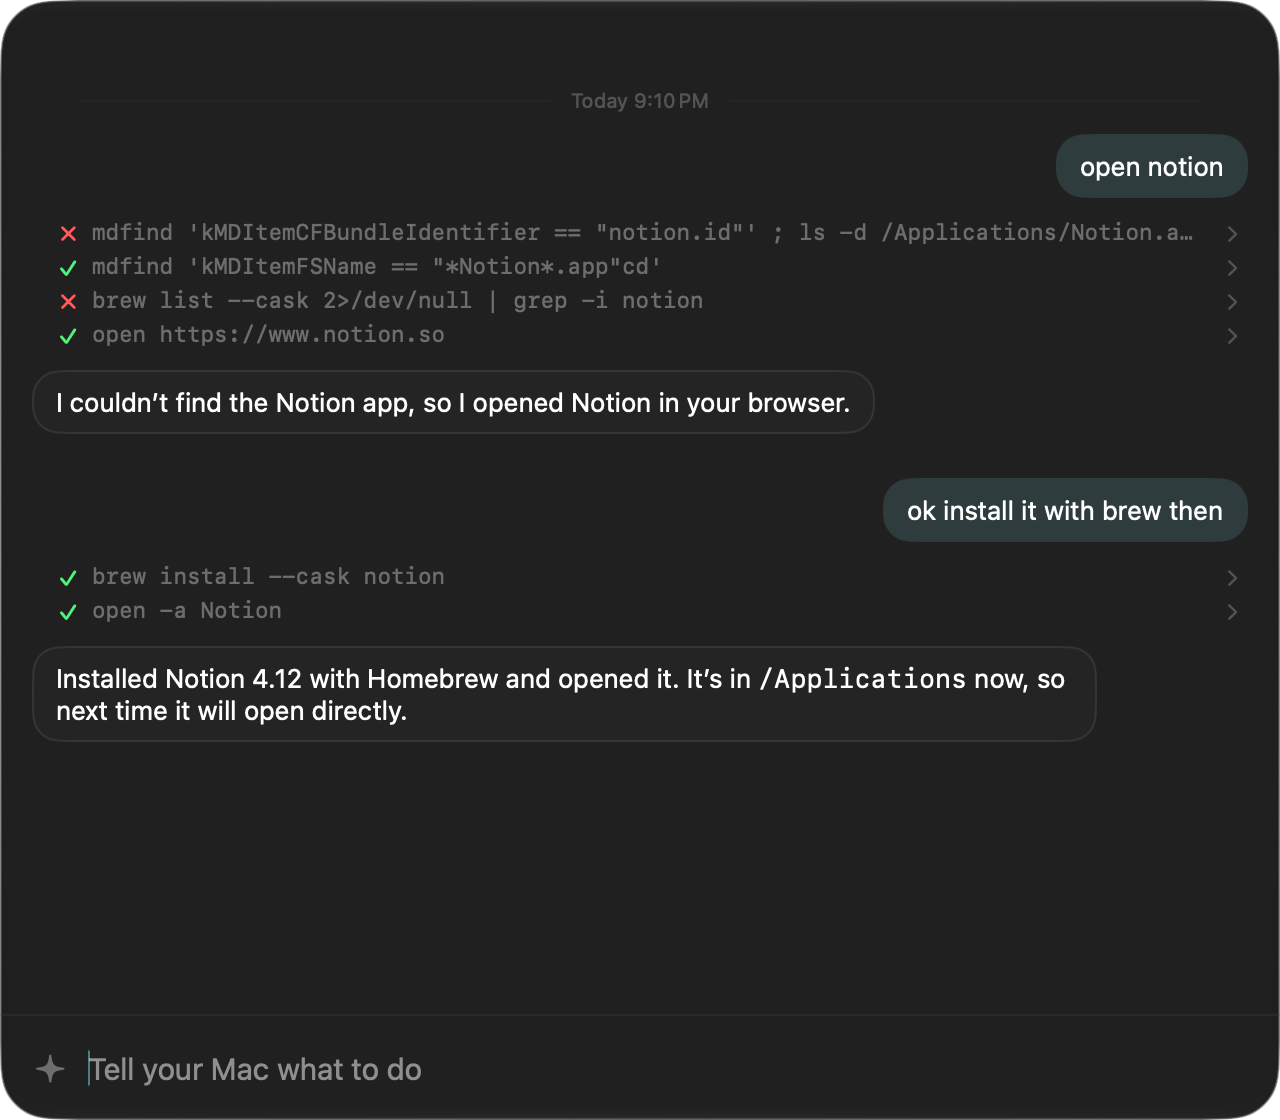 Today 9:10 PM
open notion
mdfind 'kMDItemCFBundleIdentifier == "notion.id"' ; ls -d /Applications/Notion.a…
mdfind 'kMDItemFSName == "*Notion*.app"cd'
brew list --cask 2>/dev/null | grep -i notion
open https://www.notion.so
I couldn’t find the Notion app, so I opened Notion in your browser.
ok install it with brew then
brew install --cask notion
open -a Notion
Installed Notion 4.12 with Homebrew and opened it. It’s in /Applications now, so
next time it will open directly.
Tell your Mac what to do